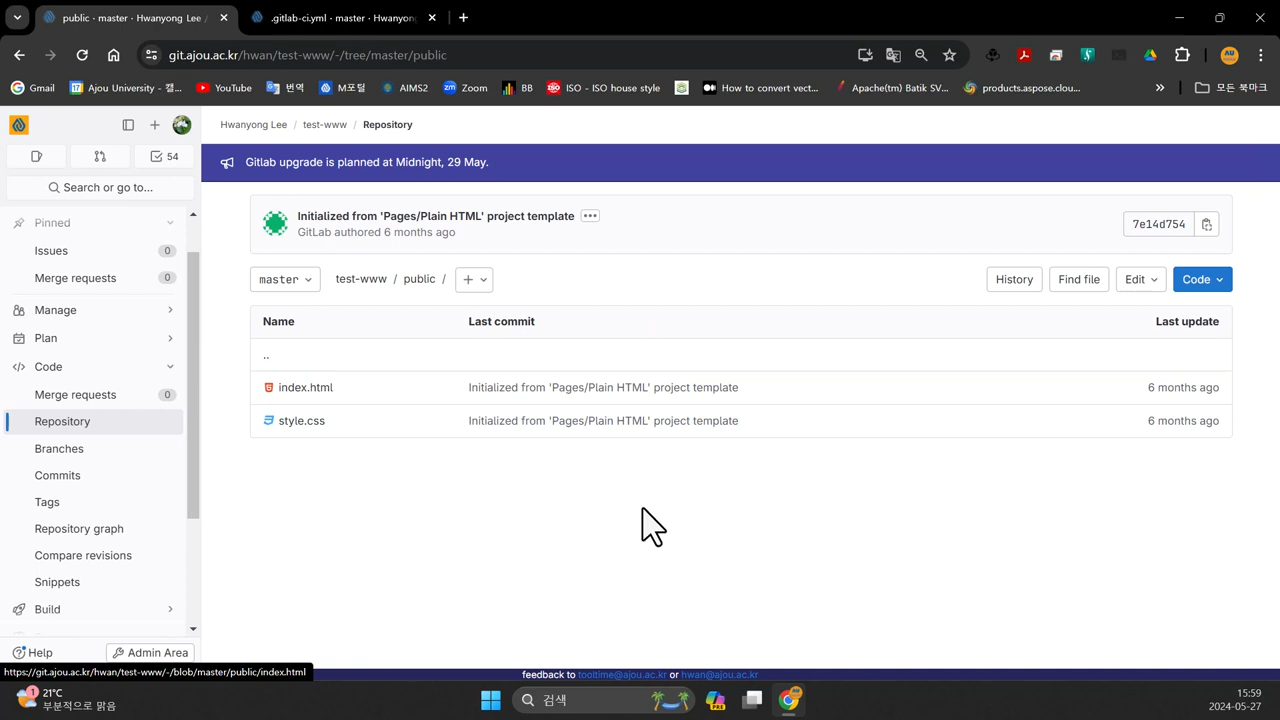 public · master · Hwanyong Lee /
.gitlab-ci.yml · master · Hwanyong
git.ajou.ac.kr/hwan/test-www/-/tree/master/public
Gmail
Ajou University - 캘...
YouTube
번역
M포털
AIMS2
Zoom
BB
ISO - ISO house style
How to convert vect...
Apache(tm) Batik SV...
products.aspose.clou...
모든 북마크
Hwanyong Lee / test-www / Repository
54
Gitlab upgrade is planned at Midnight, 29 May.
Search or go to...
Pinned
Issues 0
Merge requests 0
Manage
Plan
Code
Merge requests 0
Repository
Branches
Commits
Tags
Repository graph
Compare revisions
Snippets
Build
Help
Admin Area
Initialized from 'Pages/Plain HTML' project template
GitLab authored 6 months ago
7e14d754
master
test-www / public /
History
Find file
Edit
Code
Name Last commit Last update
..
index.html Initialized from 'Pages/Plain HTML' project template 6 months ago
style.css Initialized from 'Pages/Plain HTML' project template 6 months ago
https://git.ajou.ac.kr/hwan/test-www/-/blob/master/public/index.html
feedback to tooltime@ajou.ac.kr or hwan@ajou.ac.kr
1
21°C
부분적으로 맑음
검색
PRE
15:59
2024-05-27